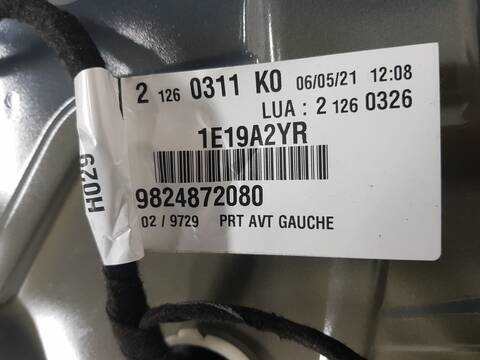 2 126 0311 K0 06/05/21 12:08
LUA : 2 126 0326
1E19A2YR
9824872080
02 / 9729 PRT AVT GAUCHE
H029